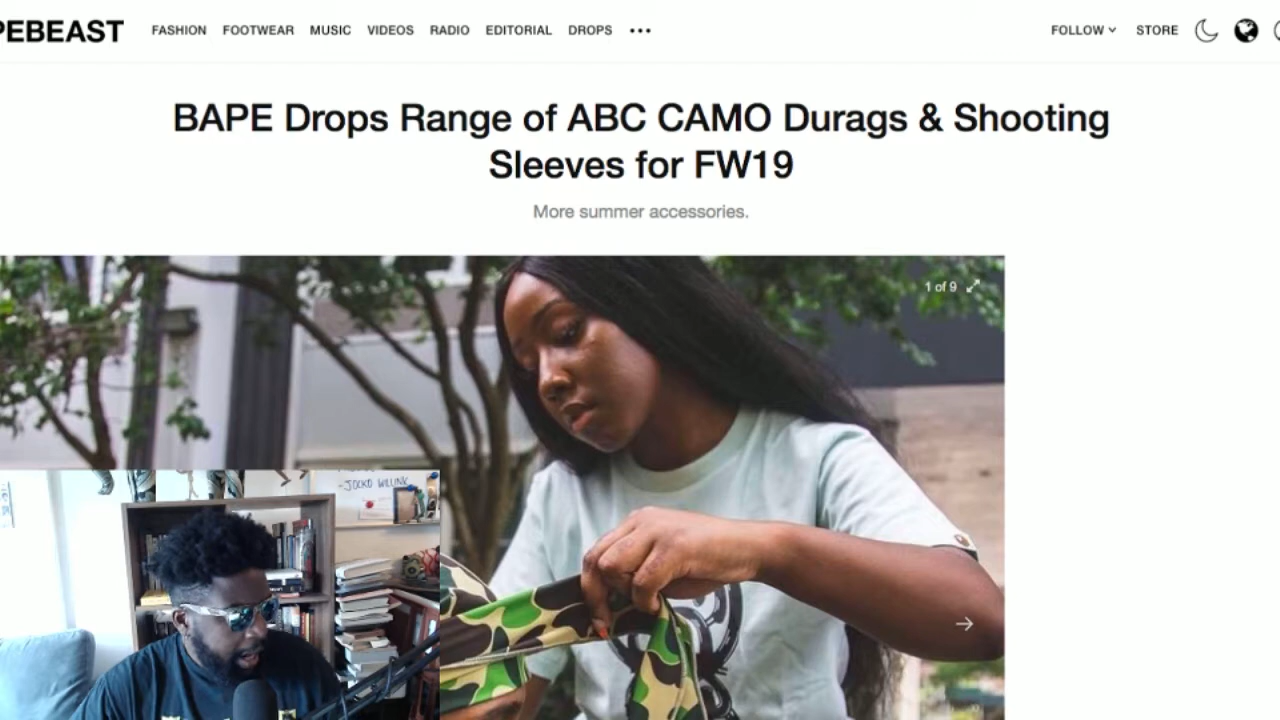 PEBEAST FASHION FOOTWEAR MUSIC VIDEOS RADIO EDITORIAL DROPS ••• FOLLOW STORE
BAPE Drops Range of ABC CAMO Durags & Shooting
Sleeves for FW19
More summer accessories.
1 of 9
-JOCKO WILLINK